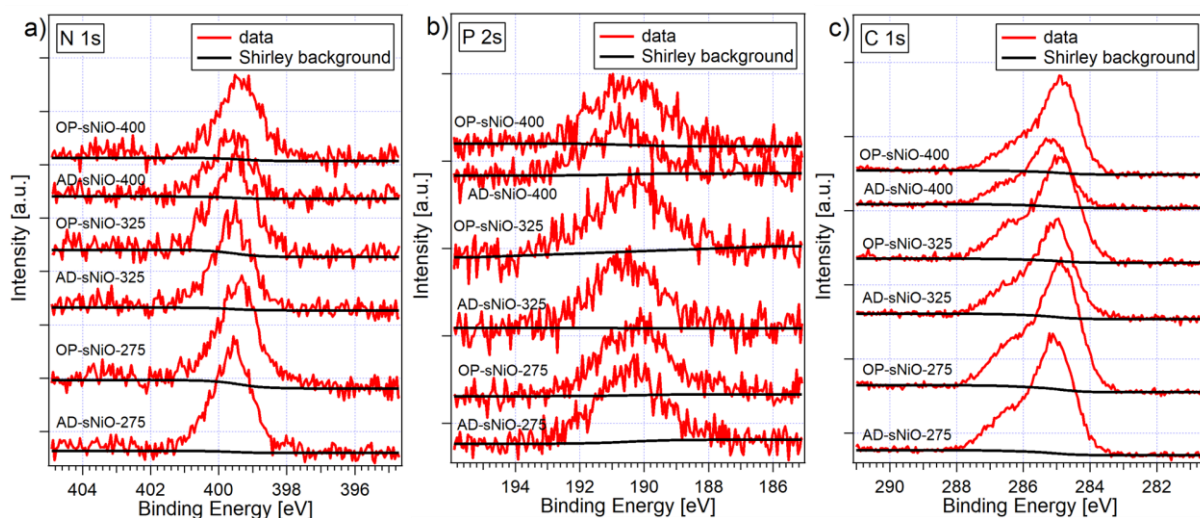 a)
N 1s
data
Shirley background
OP-sNiO-400
AD-sNiO-400
OP-sNiO-325
AD-sNiO-325
OP-sNiO-275
AD-sNiO-275
Intensity [a.u.]
404 402 400 398 396
Binding Energy [eV]
b)
P 2s
data
Shirley background
OP-sNiO-400
AD-sNiO-400
OP-sNiO-325
AD-sNiO-325
OP-sNiO-275
AD-sNiO-275
Intensity [a.u.]
194 192 190 188 186
Binding Energy [eV]
c)
C 1s
data
Shirley background
OP-sNiO-400
AD-sNiO-400
OP-sNiO-325
AD-sNiO-325
OP-sNiO-275
AD-sNiO-275
Intensity [a.u.]
290 288 286 284 282
Binding Energy [eV]